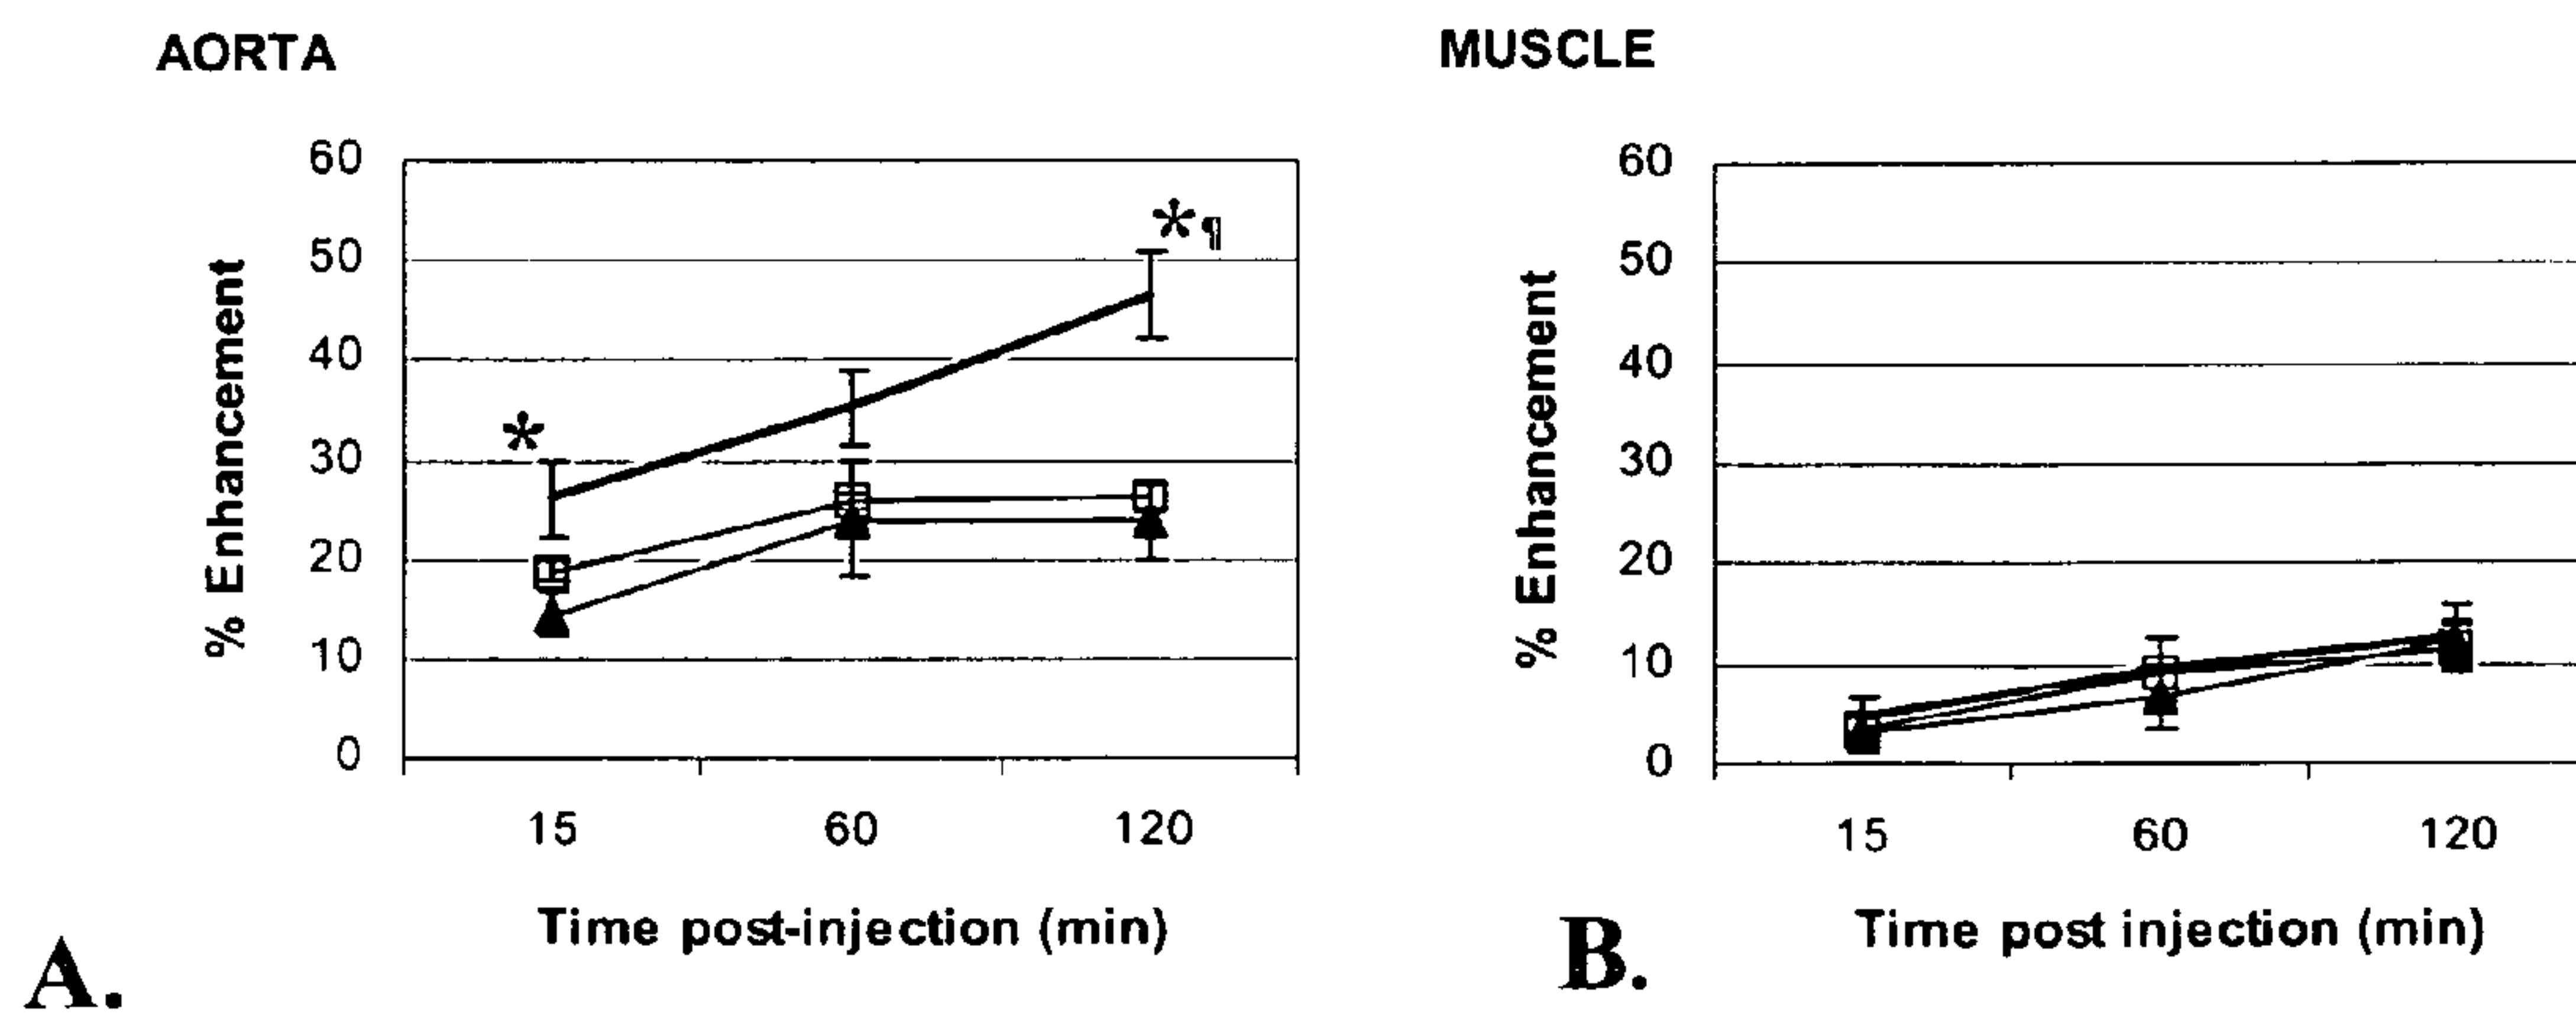 AORTA
60
50
40
30
20
10
0
% Enhancement
*
*¶
15 60 120
Time post-injection (min)
A.
MUSCLE
60
50
40
30
20
10
0
% Enhancement
15 60 120
Time post injection (min)
B.